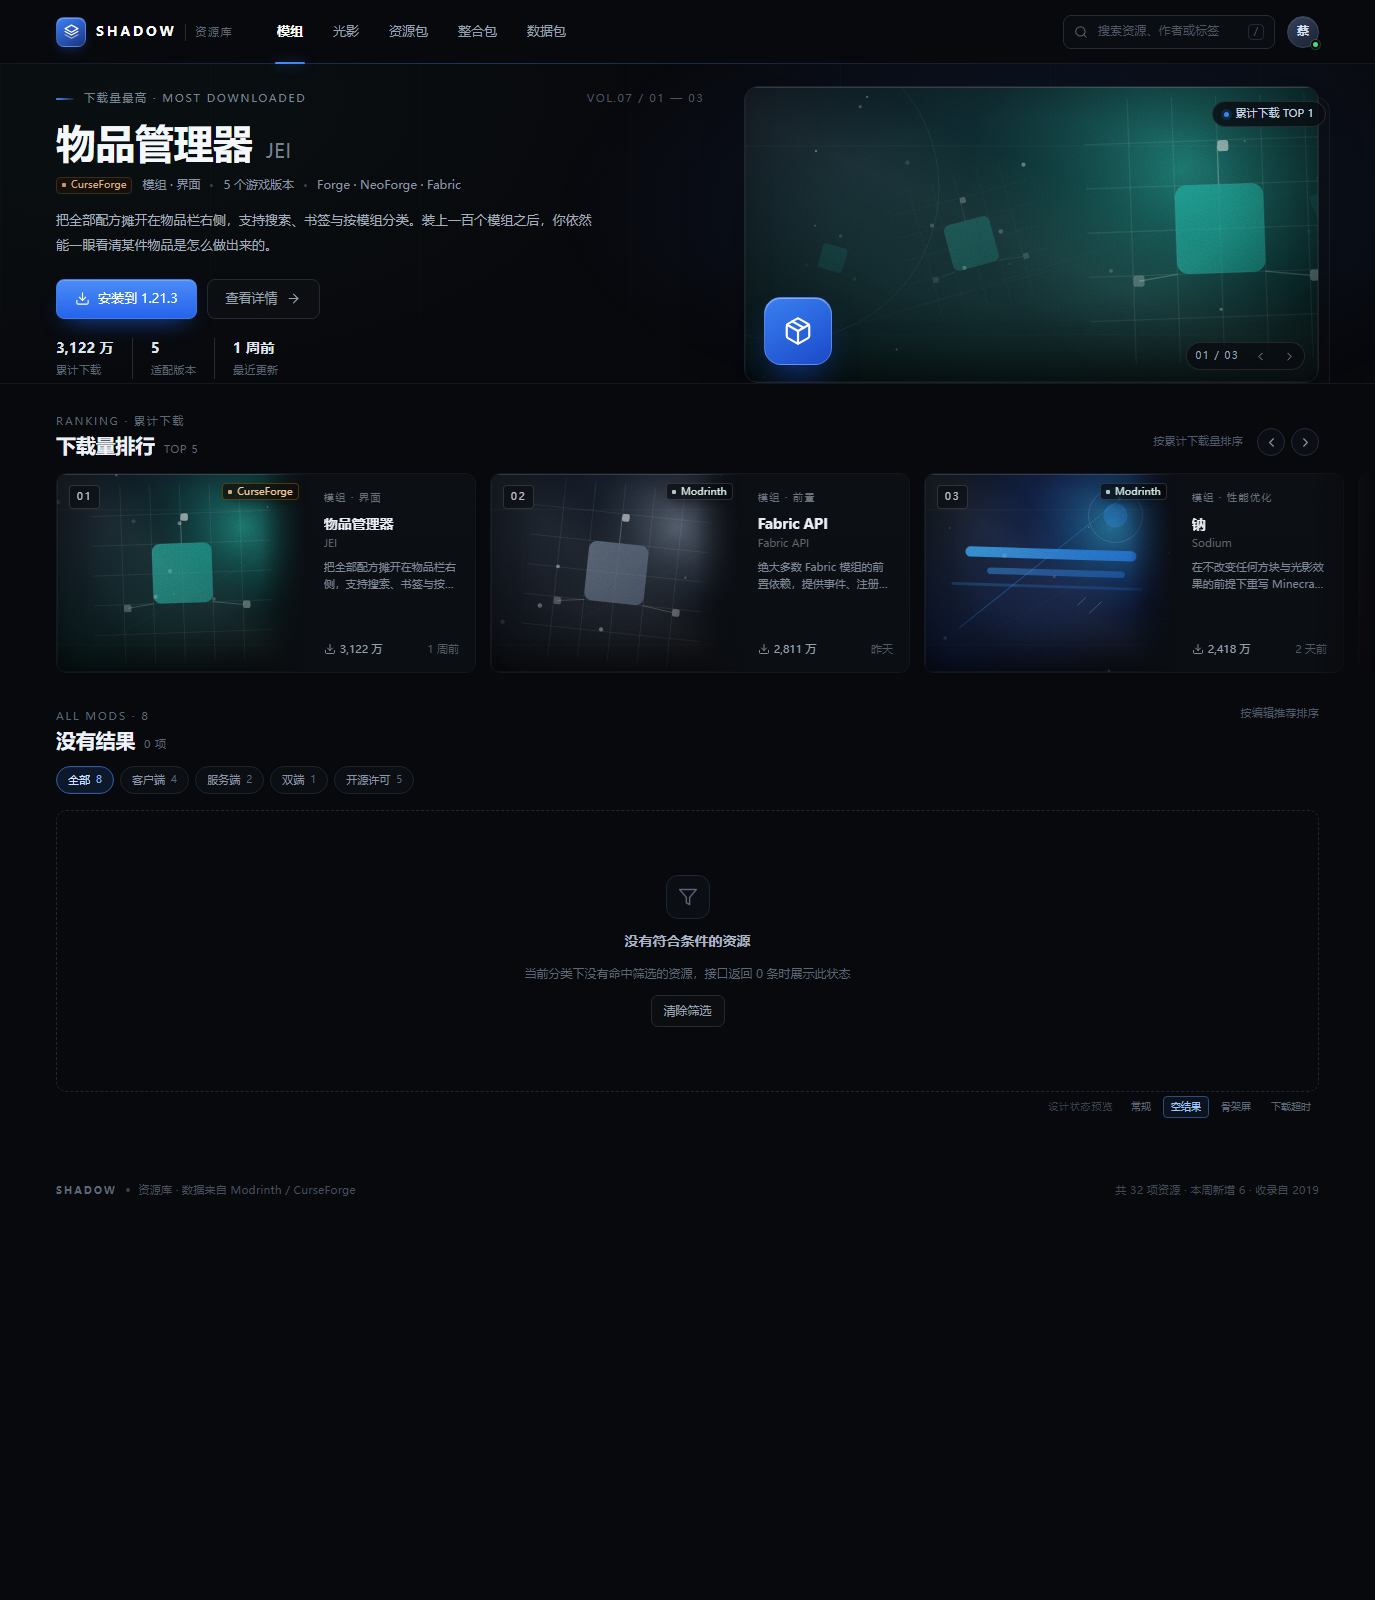 SHADOW 资源库 模组 光影 资源包 整合包 数据包 搜索资源、作者或标签 / 蔡
下载量最高 · MOST DOWNLOADED VOL.07 / 01 — 03
累计下载 TOP 1
物品管理器 JEI
CurseForge 模组 · 界面 5 个游戏版本 Forge · NeoForge · Fabric
把全部配方摊开在物品栏右侧，支持搜索、书签与按模组分类。装上一百个模组之后，你依然
能一眼看清某件物品是怎么做出来的。
安装到 1.21.3 查看详情
3,122 万 5 1 周前
累计下载 适配版本 最近更新
01 / 03
RANKING · 累计下载
下载量排行 TOP 5
按累计下载量排序
01 CurseForge
模组 · 界面
物品管理器
JEI
把全部配方摊开在物品栏右
侧，支持搜索、书签与按...
3,122 万 1 周前
02 Modrinth
模组 · 前置
Fabric API
Fabric API
绝大多数 Fabric 模组的前
置依赖，提供事件、注册...
2,811 万 昨天
03 Modrinth
模组 · 性能优化
钠
Sodium
在不改变任何方块与光影效
果的前提下重写 Minecra...
2,418 万 2 天前
ALL MODS · 8
按编辑推荐排序
没有结果 0 项
全部 8 客户端 4 服务端 2 双端 1 开源许可 5
没有符合条件的资源
当前分类下没有命中筛选的资源，接口返回 0 条时展示此状态
清除筛选
设计状态预览 常规 空结果 骨架屏 下载超时
SHADOW 资源库 · 数据来自 Modrinth / CurseForge
共 32 项资源 · 本周新增 6 · 收录自 2019